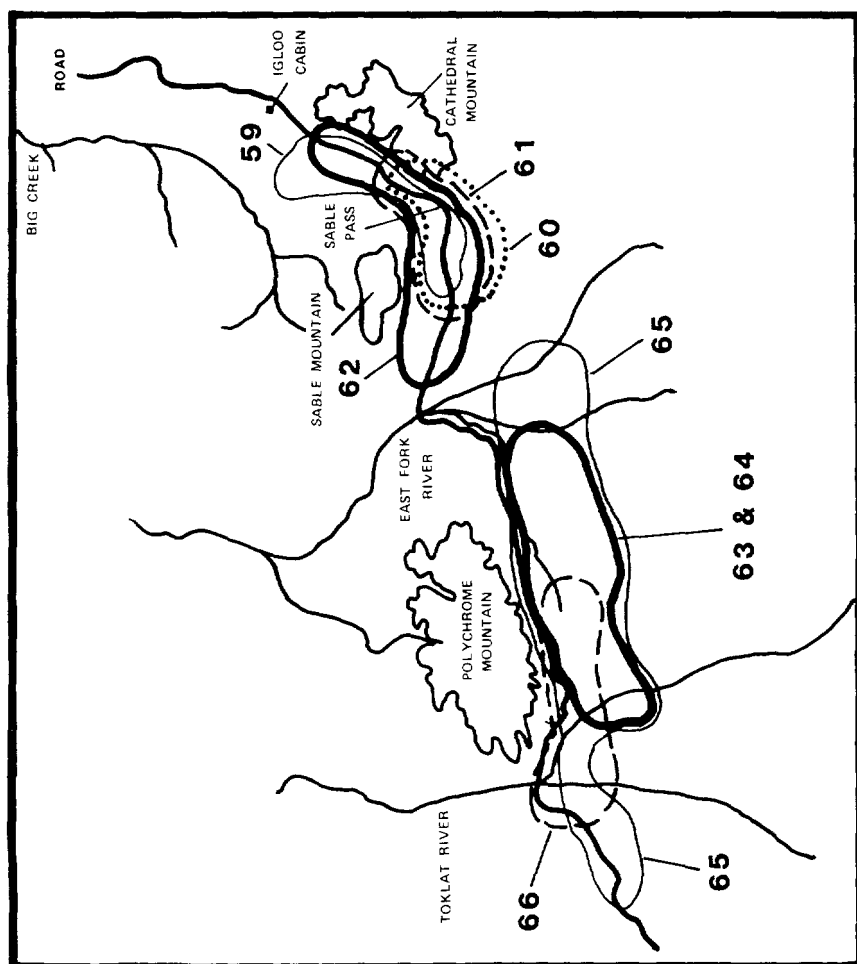 ROAD
IGLOO
CABIN
BIG CREEK
59
CATHEDRAL
MOUNTAIN
SABLE
PASS
61
60
SABLE MOUNTAIN
62
65
EAST FORK
RIVER
63 & 64
POLYCHROME
MOUNTAIN
TOKLAT RIVER
66
65